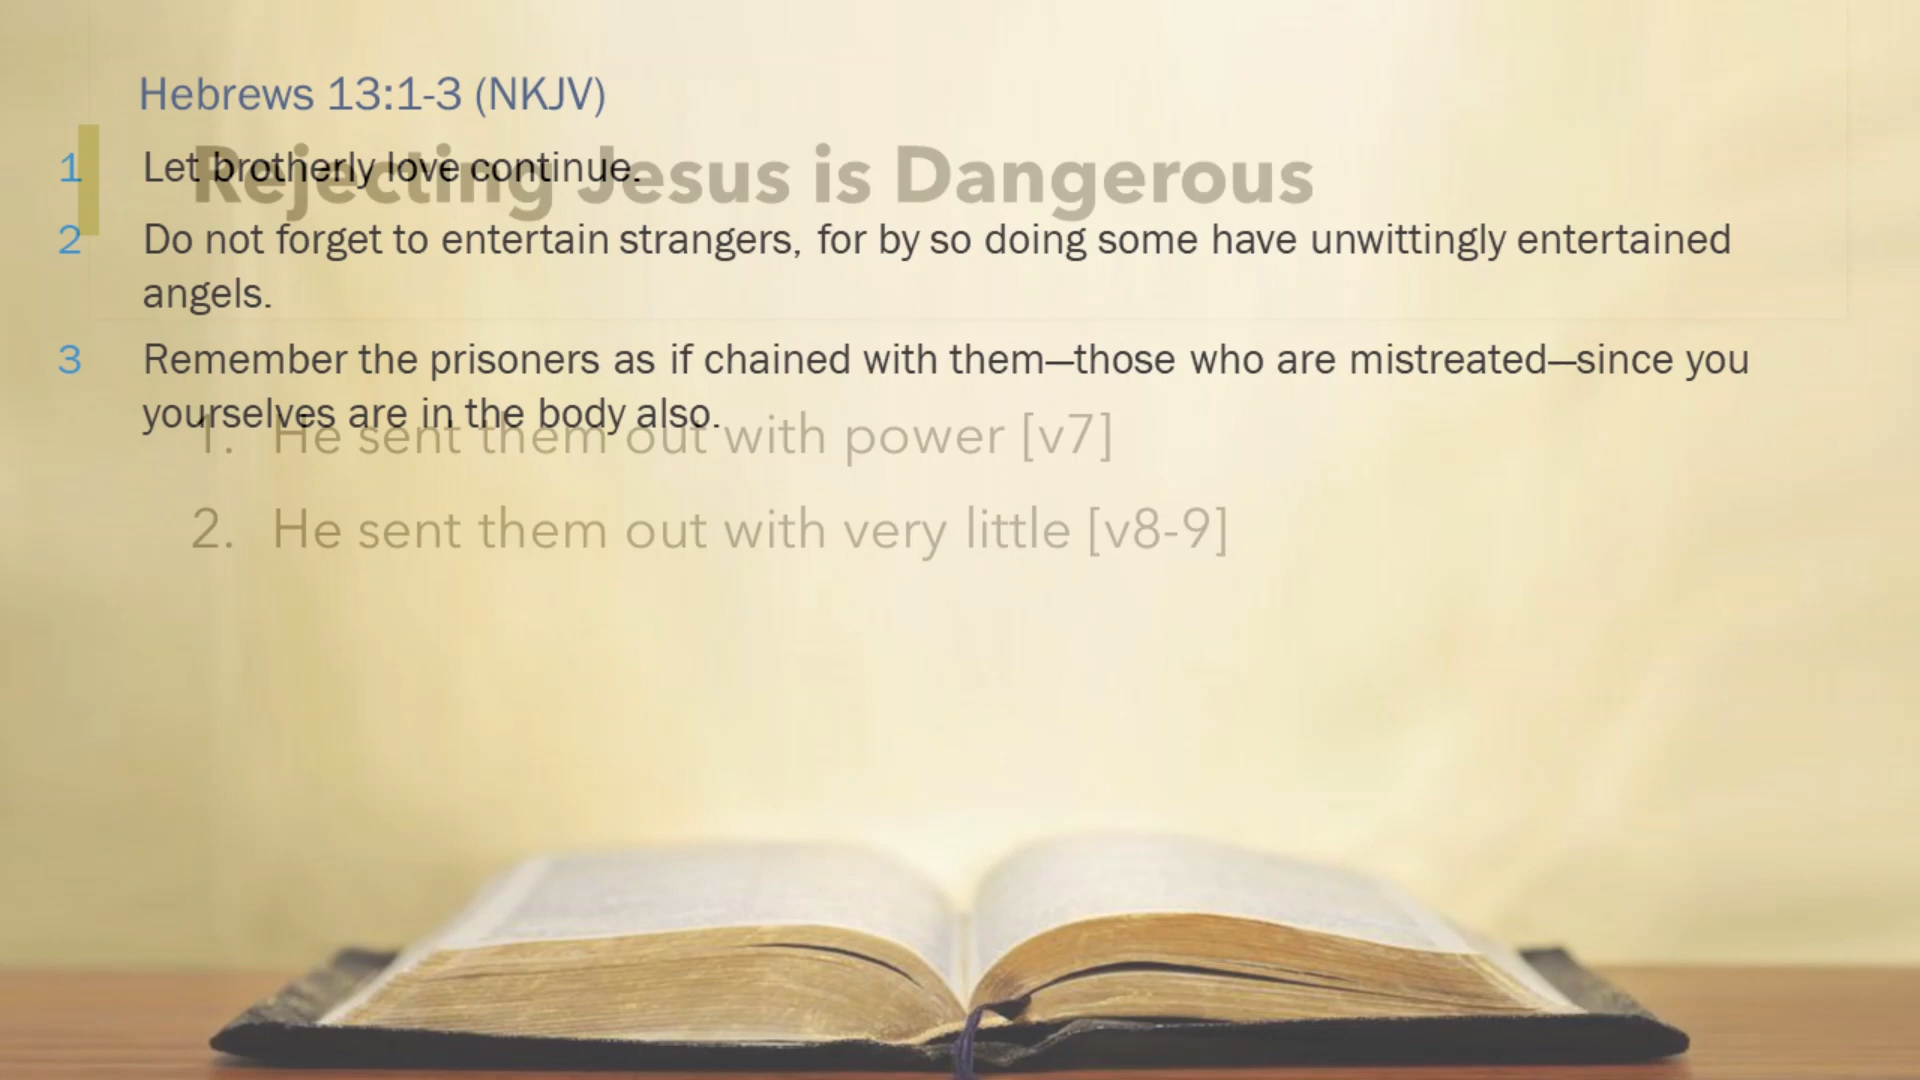 Hebrews 13:1-3 (NKJV)
1 Let brotherly love continue.
Rejecting Jesus is Dangerous
2 Do not forget to entertain strangers, for by so doing some have unwittingly entertained
angels.
3 Remember the prisoners as if chained with them—those who are mistreated—since you
yourselves are in the body also.
1. He sent them out with power [v7]
2. He sent them out with very little [v8-9]